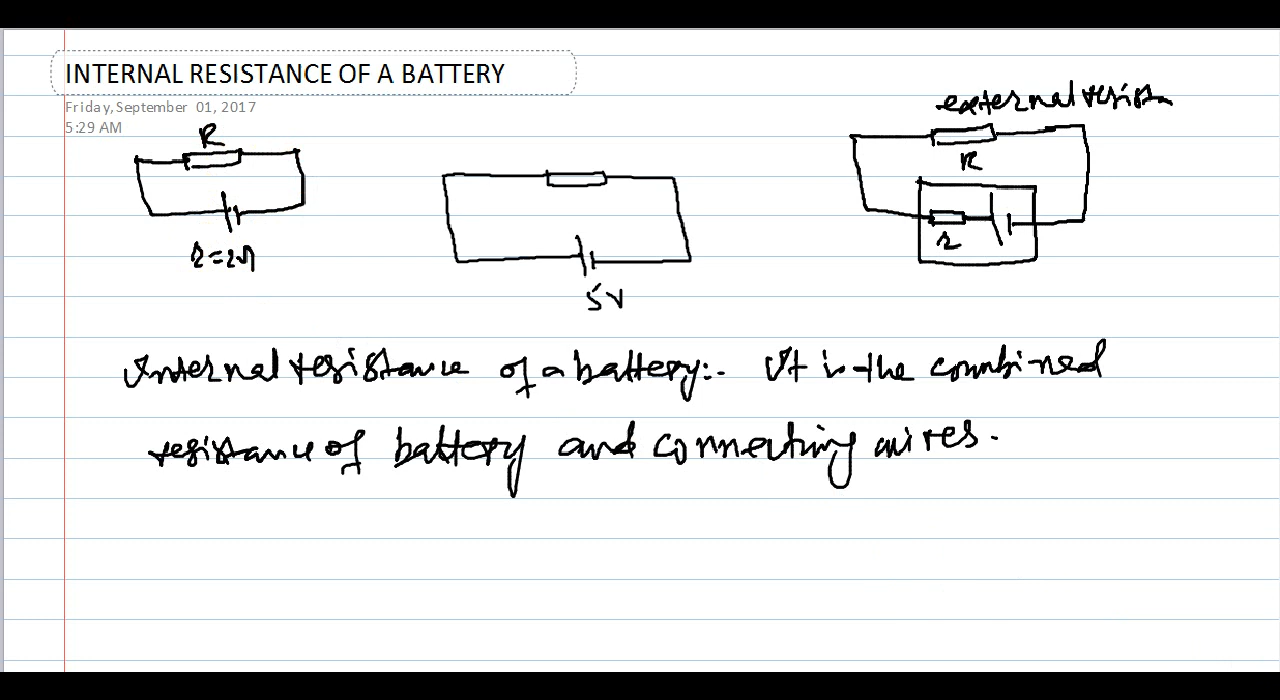 INTERNAL RESISTANCE OF A BATTERY
Friday, September 01, 2017
5:29 AM
R
r=2Ω
5V
external
R
r
Internal resistance of a battery:- It is the combined
resistance of battery and connecting wires.